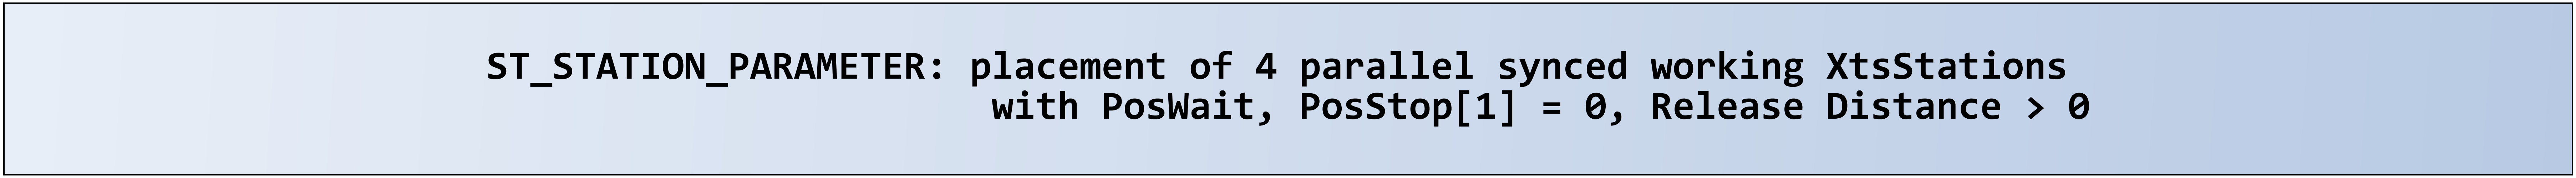 ST_STATION_PARAMETER: placement of 4 parallel synced working XtsStations
with PosWait, PosStop[1] = 0, Release Distance > 0